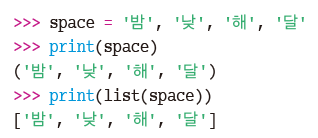 >>> space = '밤', '낮', '해', '달'
>>> print(space)
('밤', '낮', '해', '달')
>>> print(list(space))
['밤', '낮', '해', '달']